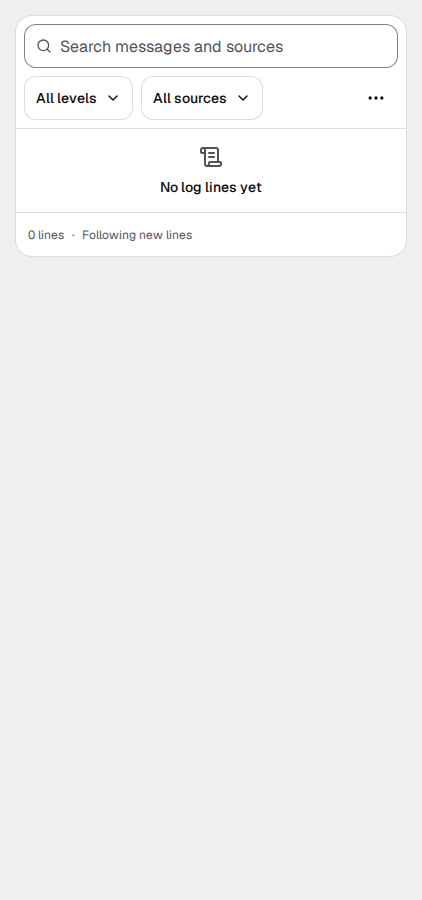 Search messages and sources
All levels
All sources
No log lines yet
0 lines · Following new lines